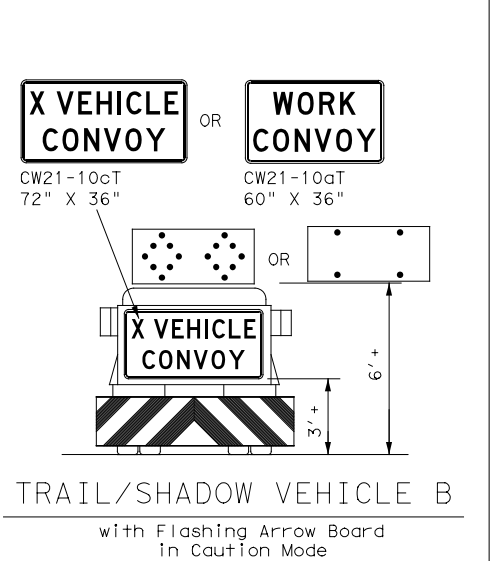 X VEHICLE
CONVOY
OR
WORK
CONVOY
CW21-10cT
72" X 36"
CW21-10aT
60" X 36"
OR
X VEHICLE
CONVOY
6'+
3'+
TRAIL/SHADOW VEHICLE B
with Flashing Arrow Board
in Caution Mode